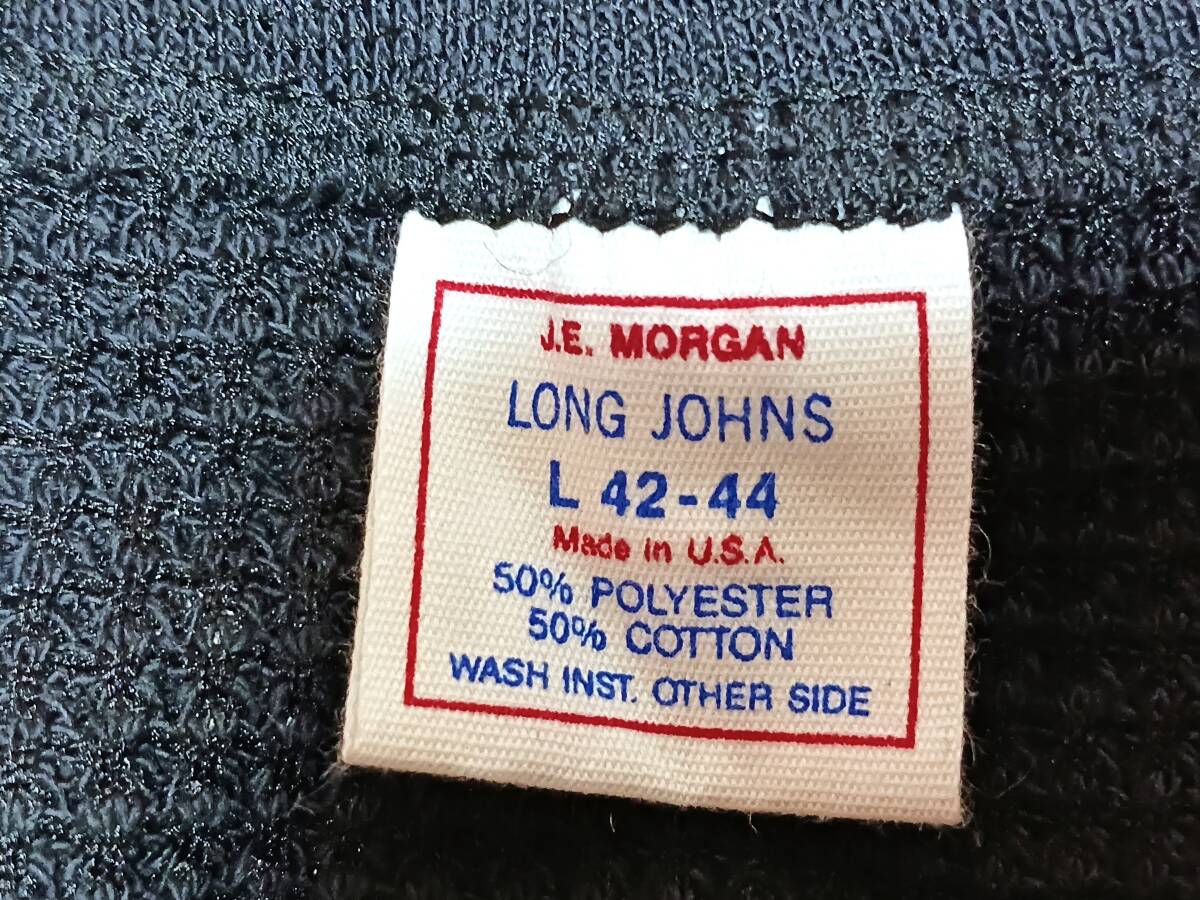 J.E. MORGAN
LONG JOHNS
L 42-44
Made in U.S.A.
50% POLYESTER
50% COTTON
WASH INST. OTHER SIDE